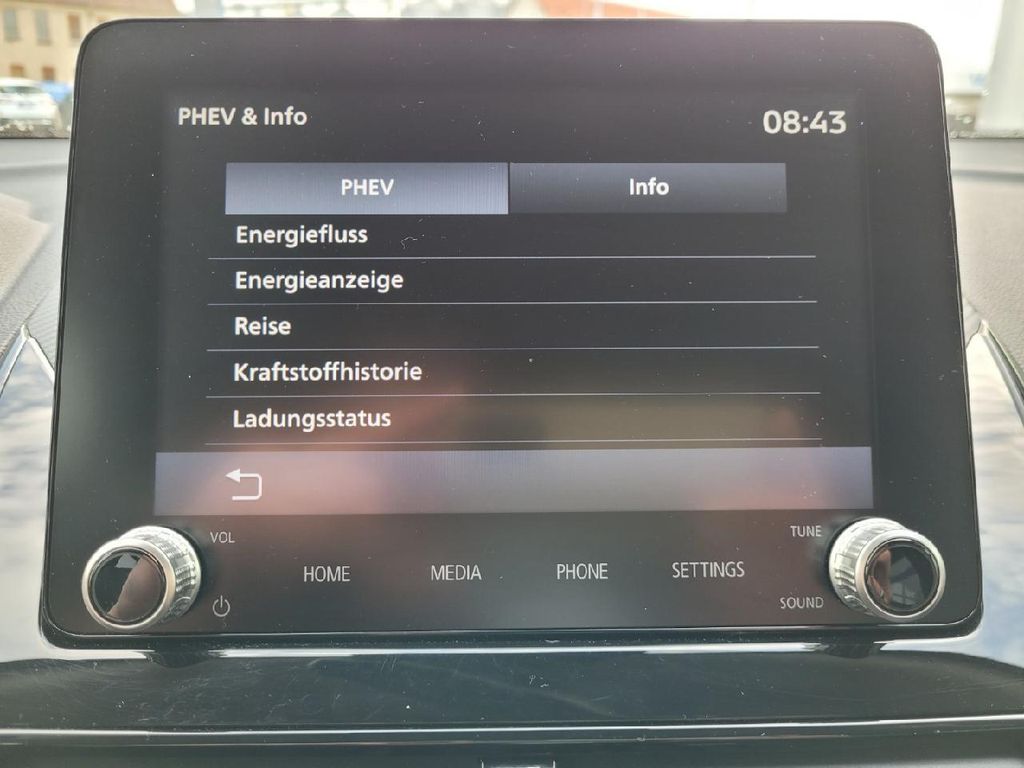 PHEV & Info
08:43
PHEV
Info
Energiefluss
Energieanzeige
Reise
Kraftstoffhistorie
Ladungsstatus
VOL
TUNE
HOME
MEDIA
PHONE
SETTINGS
SOUND